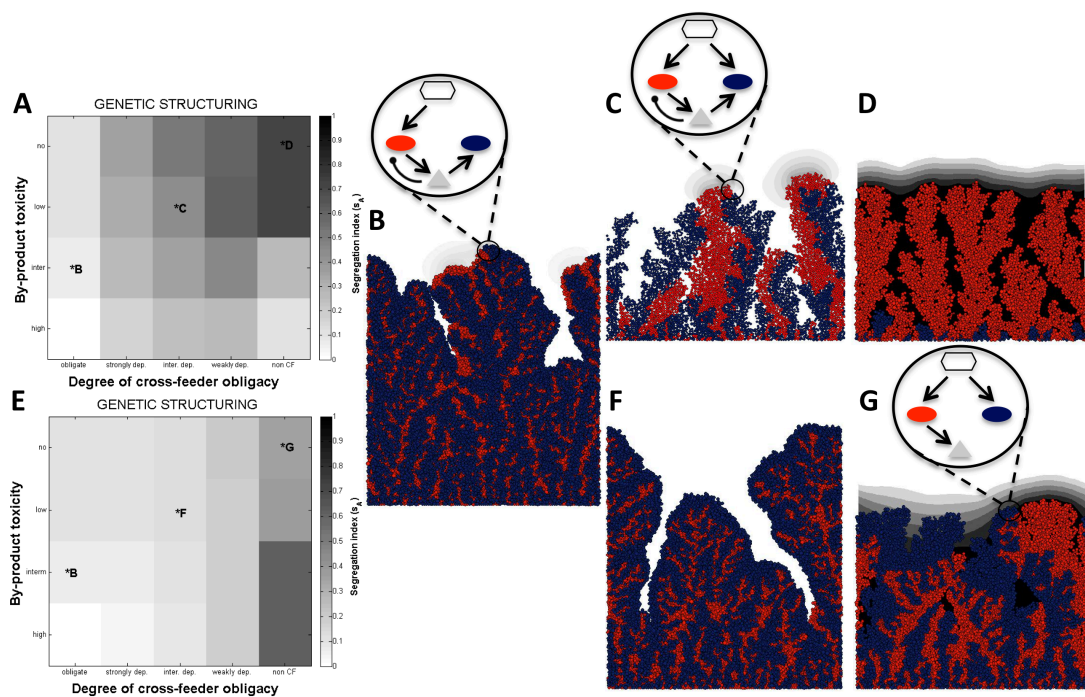 A
GENETIC STRUCTURING
By-product toxicity
no
low
inter
high
*D
*C
*B
obligate
strongly dep.
inter. dep.
weakly dep.
non CF
Degree of cross-feeder obligacy
1
0.9
0.8
0.7
0.6
0.5
0.4
0.3
0.2
0.1
0
Segregation index (s_A)
B
C
D
E
GENETIC STRUCTURING
By-product toxicity
no
low
interm
high
*G
*F
*B
obligate
strongly dep.
inter. dep.
weakly dep.
non CF
Degree of cross-feeder obligacy
1
0.9
0.8
0.7
0.6
0.5
0.4
0.3
0.2
0.1
0
Segregation index (s_A)
F
G